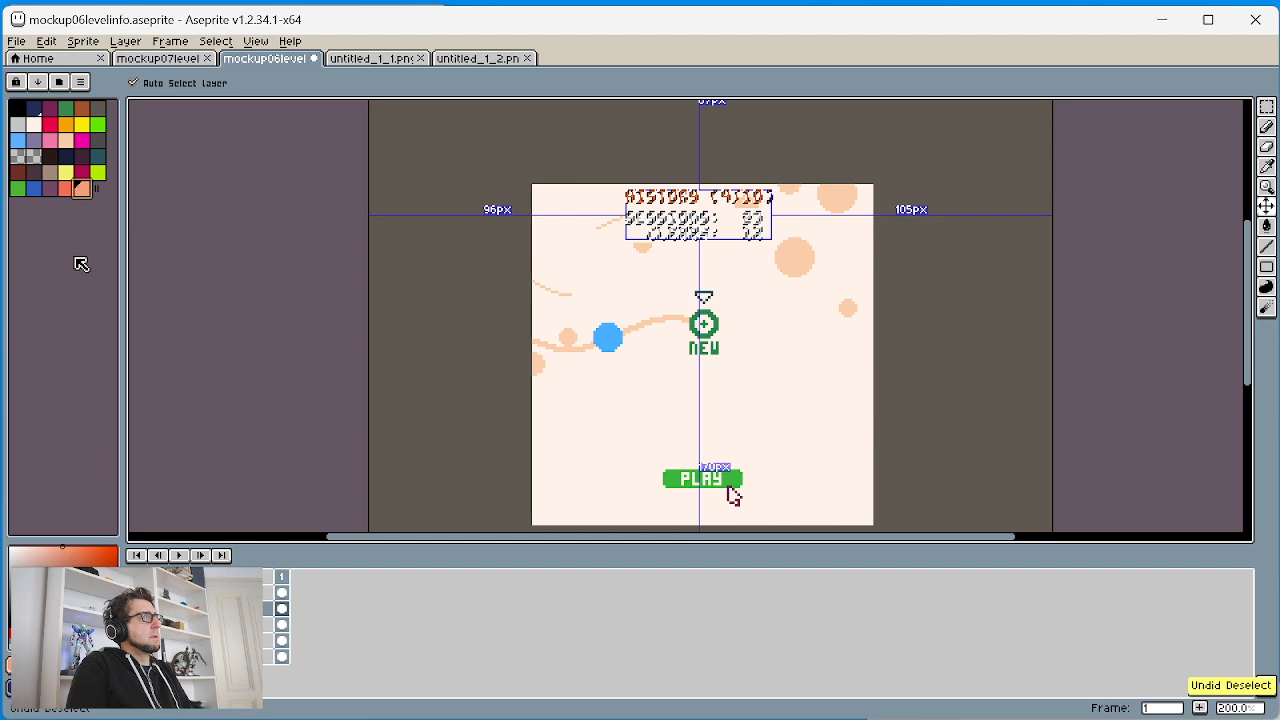 mockup06levelinfo.aseprite - Aseprite v1.2.34.1-x64
File Edit Sprite Layer Frame Select View Help
Home mockup07level mockup06level untitled_1_1.png untitled_1_2.pn
Auto Select Layer
96px
105px
NEW
PLAY
Undid Deselect
Frame: 1 200.0%